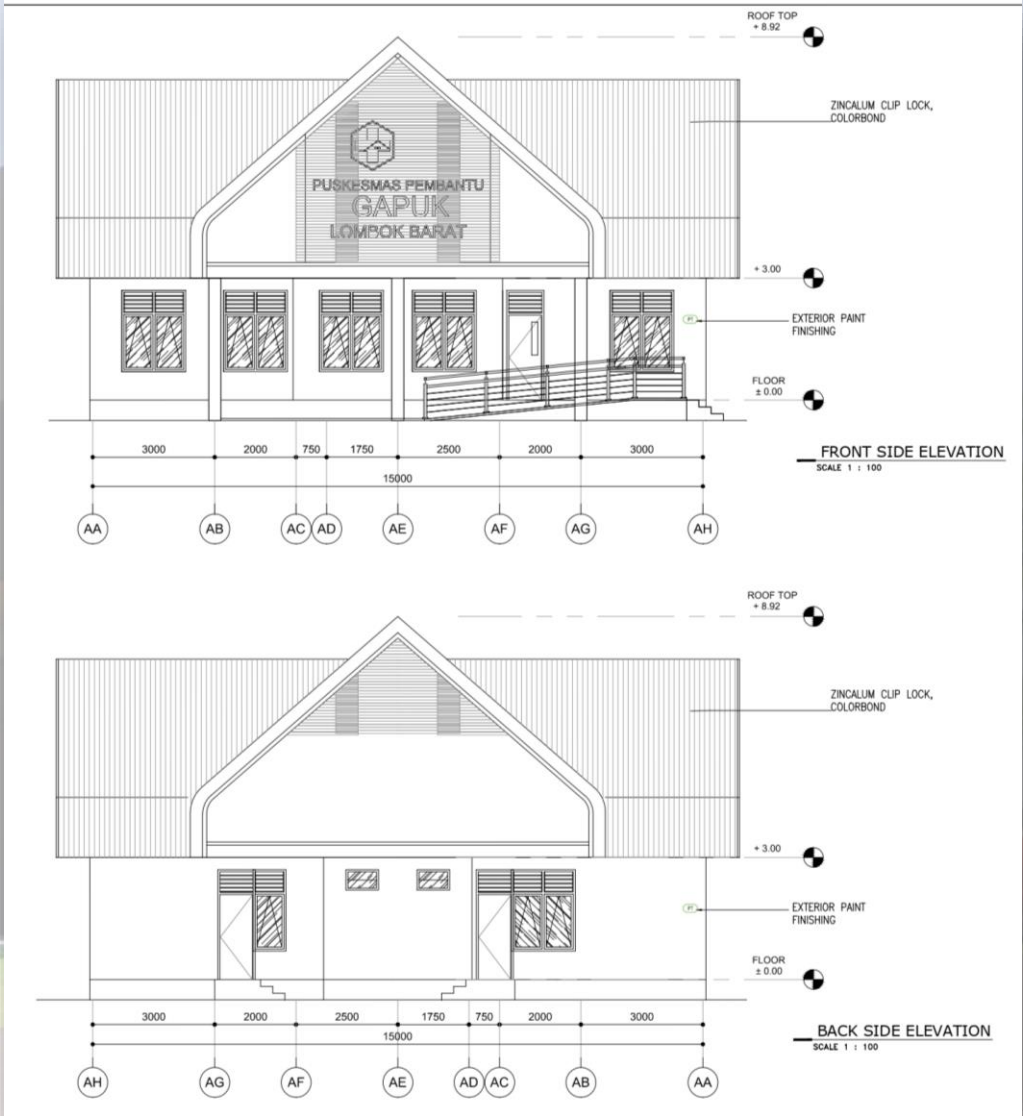 ROOF TOP
+ 8.92
ZINCALUM CLIP LOCK,
COLORBOND
PUSKESMAS PEMBANTU
GAPUK
LOMBOK BARAT
+ 3.00
PT
EXTERIOR PAINT
FINISHING
FLOOR
± 0.00
3000 2000 750 1750 2500 2000 3000
15000
FRONT SIDE ELEVATION
SCALE 1 : 100
AA AB AC AD AE AF AG AH
ROOF TOP
+ 8.92
ZINCALUM CLIP LOCK,
COLORBOND
+ 3.00
PT
EXTERIOR PAINT
FINISHING
FLOOR
± 0.00
3000 2000 2500 1750 750 2000 3000
15000
BACK SIDE ELEVATION
SCALE 1 : 100
AH AG AF AE AD AC AB AA